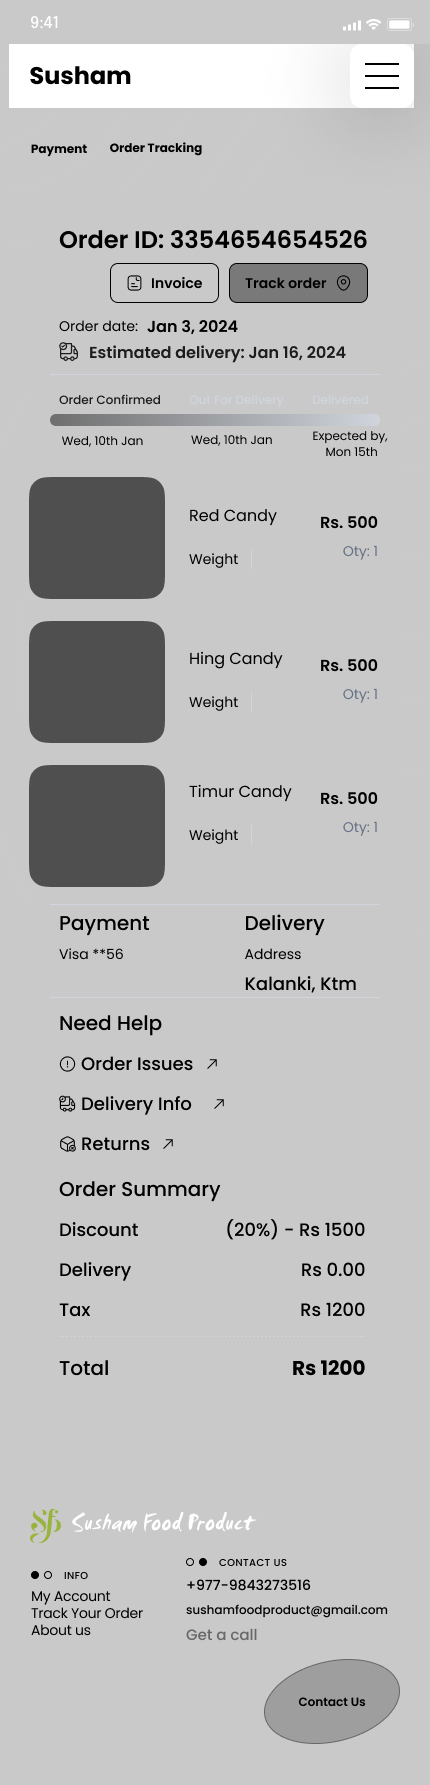 9:41
Susham
Payment Order Tracking
Order ID: 3354654654526
Invoice Track order
Order date: Jan 3, 2024
Estimated delivery: Jan 16, 2024
Order Confirmed Out For Delivery Delivered
Wed, 10th Jan Wed, 10th Jan Expected by,
Mon 15th
Red Candy
Rs. 500
Qty: 1
Weight
Hing Candy
Rs. 500
Qty: 1
Weight
Timur Candy
Rs. 500
Qty: 1
Weight
Payment Delivery
Visa **56 Address
Kalanki, Ktm
Need Help
Order Issues
Delivery Info
Returns
Order Summary
Discount (20%) - Rs 1500
Delivery Rs 0.00
Tax Rs 1200
Total Rs 1200
Susham Food Product
INFO
My Account
Track Your Order
About us
CONTACT US
+977-9843273516
sushamfoodproduct@gmail.com
Get a call
Contact Us